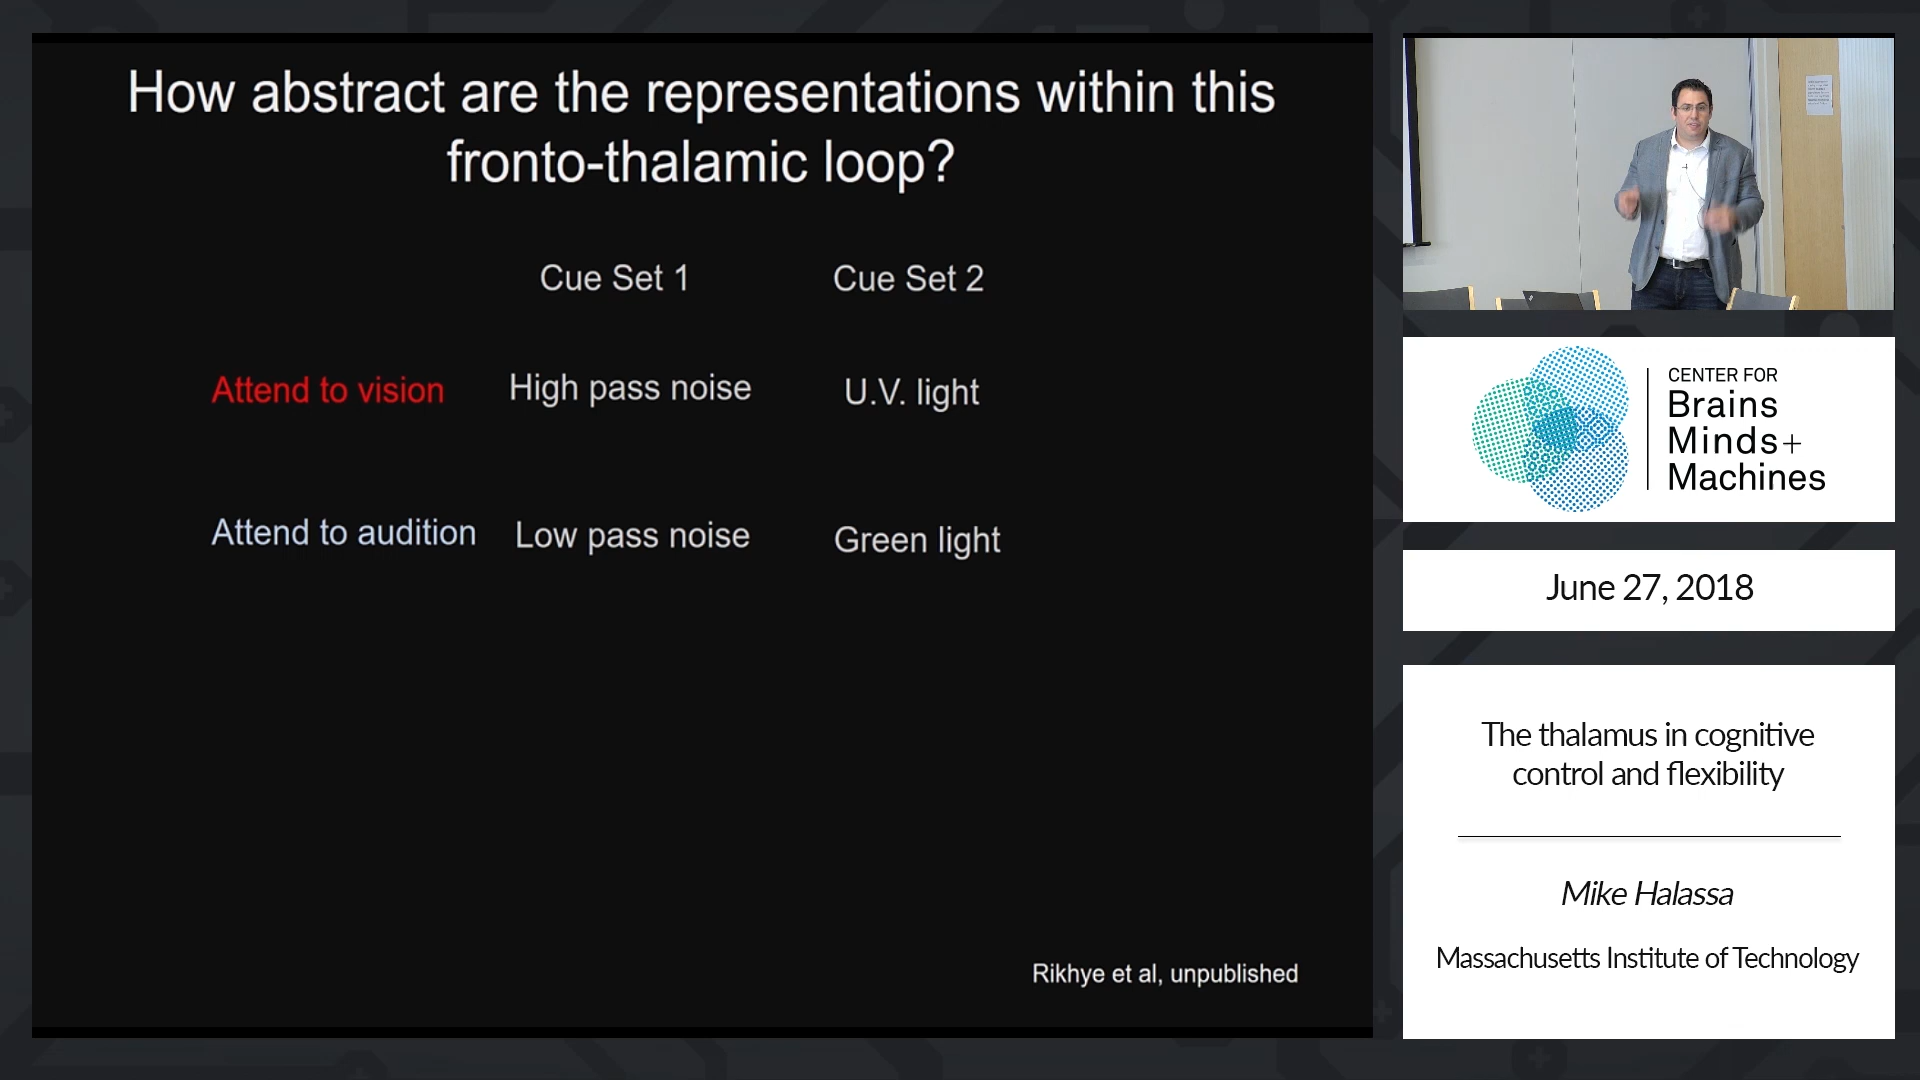 How abstract are the representations within this
fronto-thalamic loop?
Cue Set 1 Cue Set 2
Attend to vision High pass noise U.V. light
Attend to audition Low pass noise Green light
Rikhye et al, unpublished
CENTER FOR
Brains
Minds+
Machines
June 27, 2018
The thalamus in cognitive
control and flexibility
Mike Halassa
Massachusetts Institute of Technology